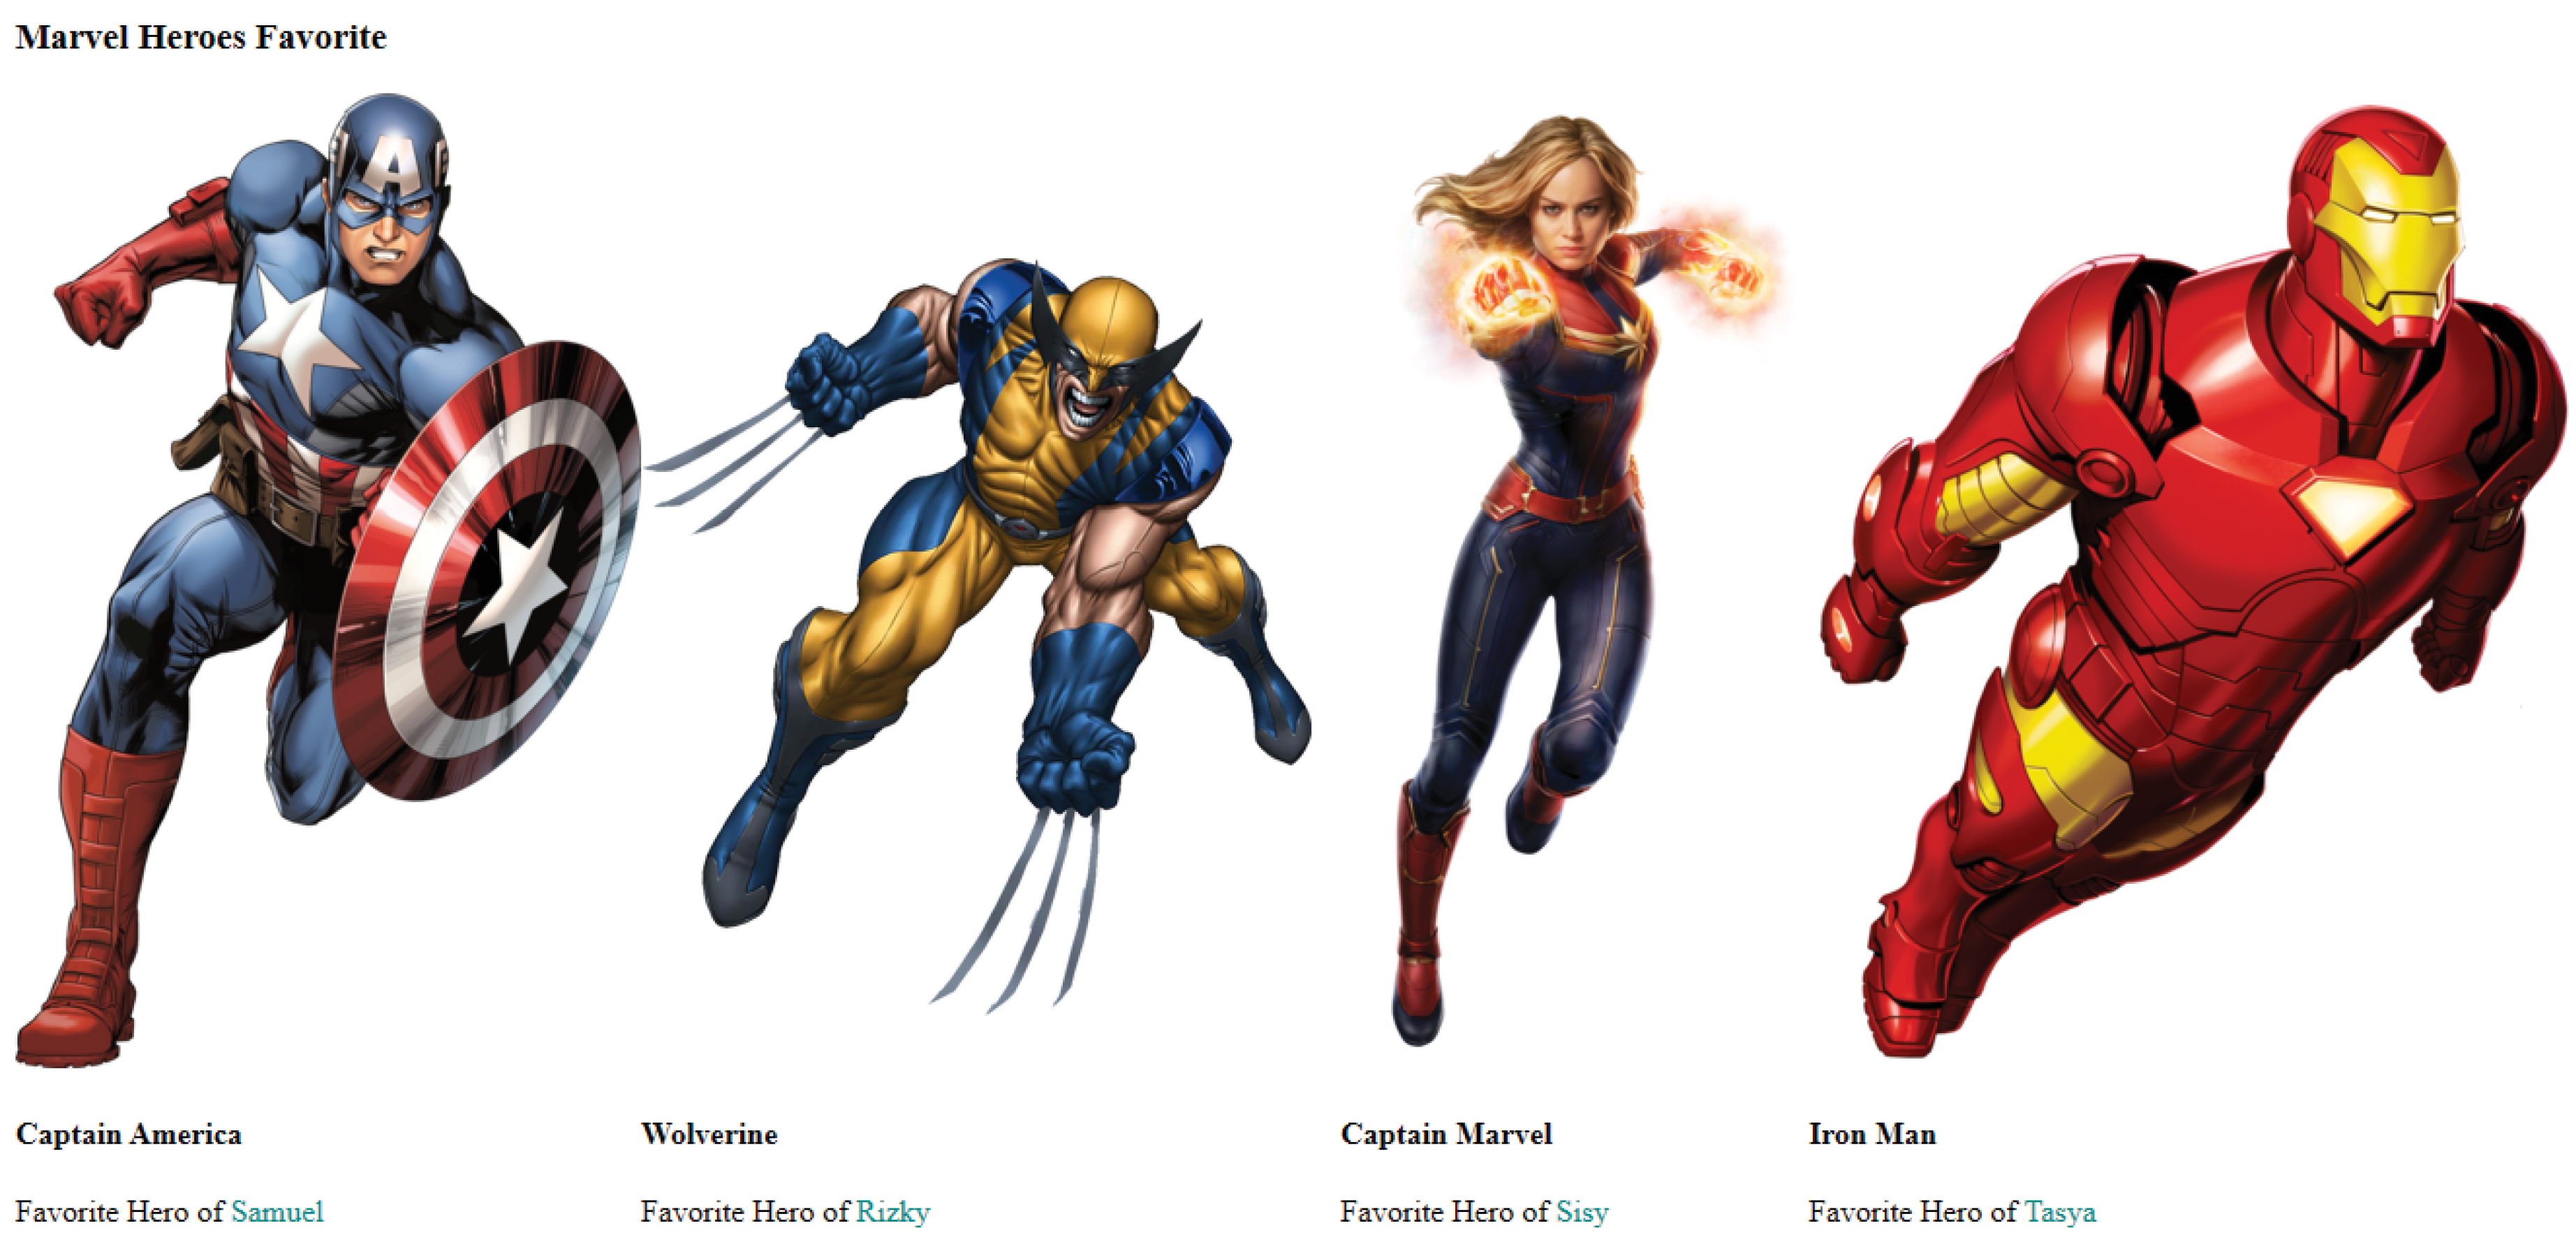 Marvel Heroes Favorite
A
Captain America
Wolverine
Captain Marvel
Iron Man
Favorite Hero of Samuel
Favorite Hero of Rizky
Favorite Hero of Sisy
Favorite Hero of Tasya